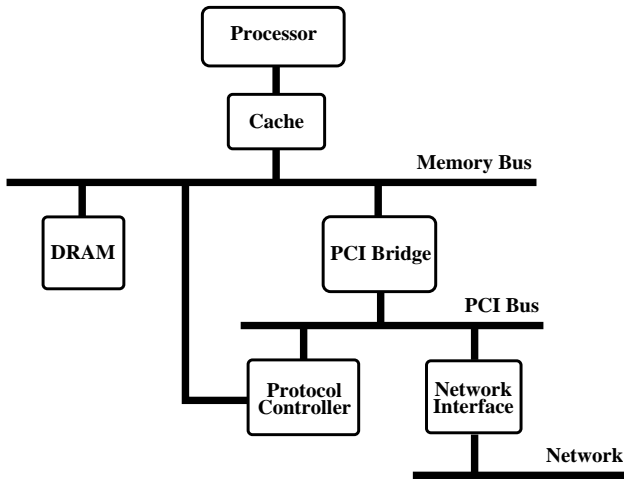 Processor
Cache
Memory Bus
DRAM
PCI Bridge
PCI Bus
Protocol
Controller
Network
Interface
Network